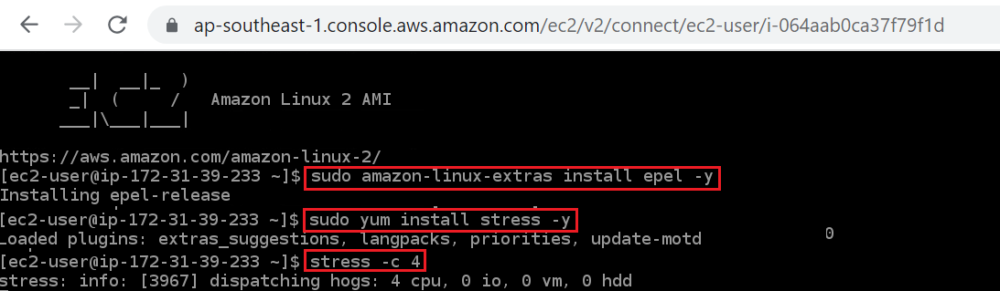 ap-southeast-1.console.aws.amazon.com/ec2/v2/connect/ec2-user/i-064aab0ca37f79f1d
__|  __|_  )
_|  (     /   Amazon Linux 2 AMI
___|\___|___|
https://aws.amazon.com/amazon-linux-2/
[ec2-user@ip-172-31-39-233 ~]$ sudo amazon-linux-extras install epel -y
Installing epel-release
[ec2-user@ip-172-31-39-233 ~]$ sudo yum install stress -y
Loaded plugins: extras_suggestions, langpacks, priorities, update-motd 0
[ec2-user@ip-172-31-39-233 ~]$ stress -c 4
stress: info: [3967] dispatching hogs: 4 cpu, 0 io, 0 vm, 0 hdd